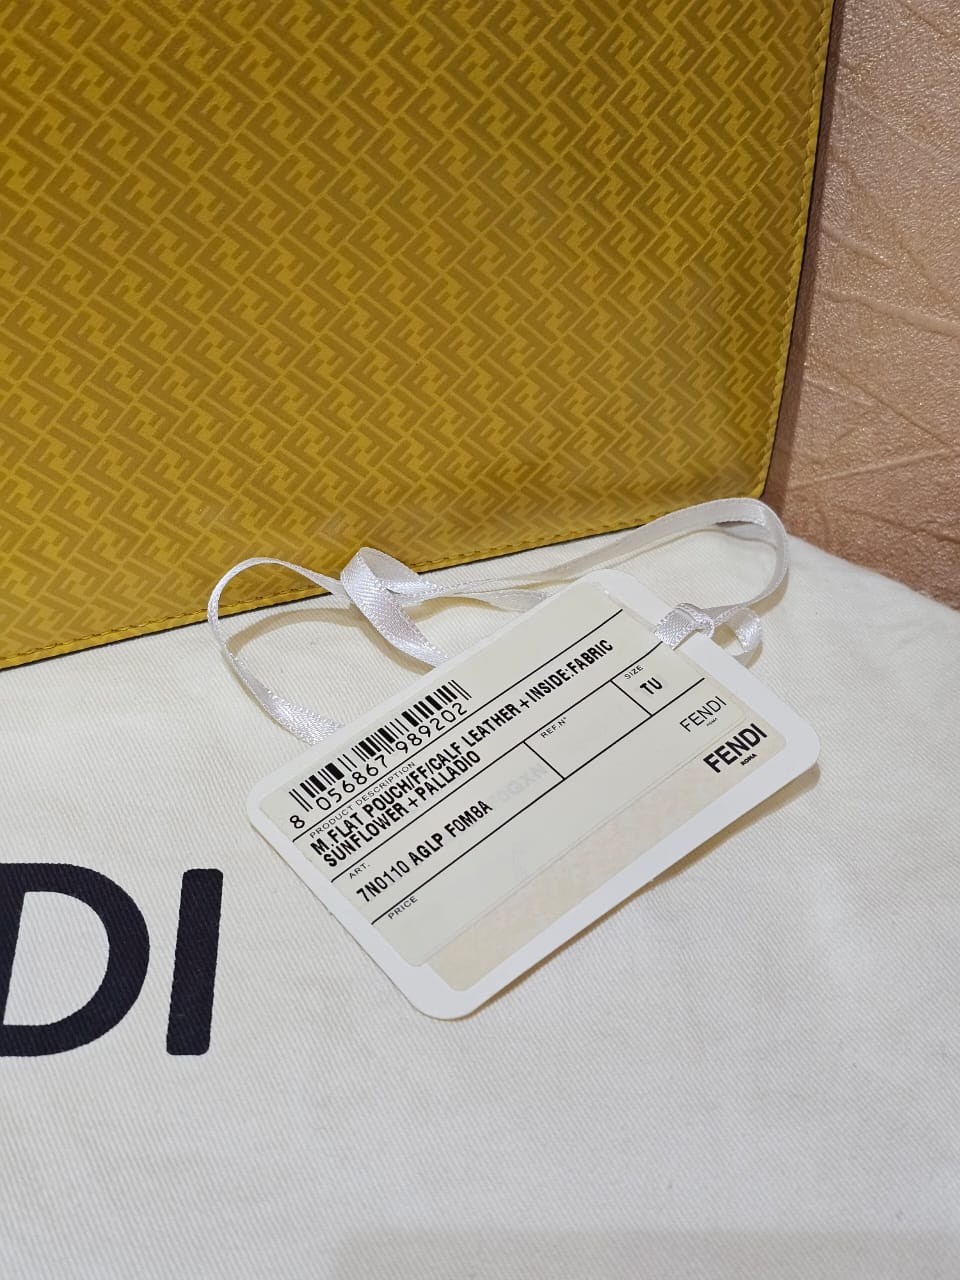 8 056867 989202
PRODUCT DESCRIPTION
M.FLAT POUCH/FF/CALF LEATHER+INSIDE:FABRIC
SUNFLOWER+PALLADIO
ART.
7N0110 AGLP F0M8A
REF.N°
SIZE
TU
PRICE
FENDI
ROMA
FENDI
ROMA
DI